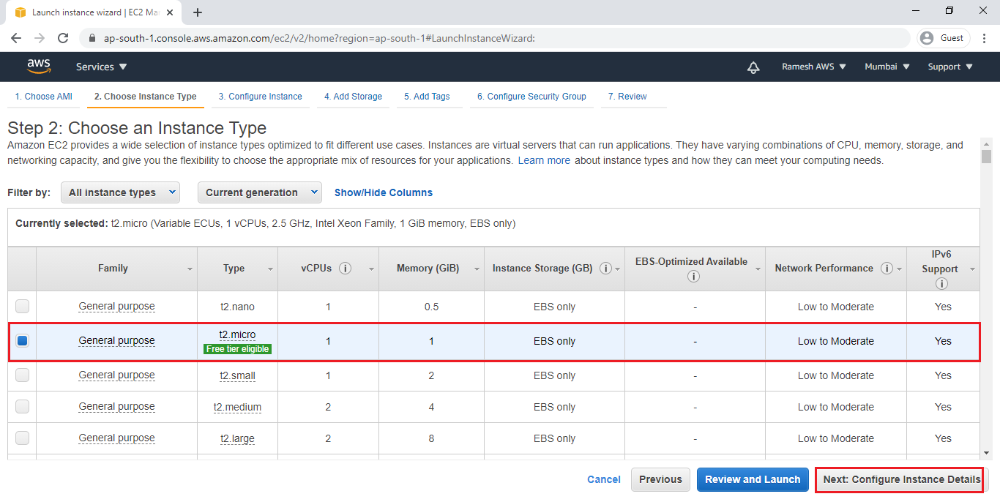 Launch instance wizard | EC2 Ma
ap-south-1.console.aws.amazon.com/ec2/v2/home?region=ap-south-1#LaunchInstanceWizard:
Guest
aws Services Ramesh AWS Mumbai Support
1. Choose AMI 2. Choose Instance Type 3. Configure Instance 4. Add Storage 5. Add Tags 6. Configure Security Group 7. Review
Step 2: Choose an Instance Type
Amazon EC2 provides a wide selection of instance types optimized to fit different use cases. Instances are virtual servers that can run applications. They have varying combinations of CPU, memory, storage, and
networking capacity, and give you the flexibility to choose the appropriate mix of resources for your applications. Learn more about instance types and how they can meet your computing needs.
Filter by: All instance types Current generation Show/Hide Columns
Currently selected: t2.micro (Variable ECUs, 1 vCPUs, 2.5 GHz, Intel Xeon Family, 1 GiB memory, EBS only)
Family Type vCPUs Memory (GiB) Instance Storage (GB) EBS-Optimized Available Network Performance IPv6 Support
General purpose t2.nano 1 0.5 EBS only - Low to Moderate Yes
General purpose t2.micro 1 1 EBS only - Low to Moderate Yes
Free tier eligible
General purpose t2.small 1 2 EBS only - Low to Moderate Yes
General purpose t2.medium 2 4 EBS only - Low to Moderate Yes
General purpose t2.large 2 8 EBS only - Low to Moderate Yes
Cancel Previous Review and Launch Next: Configure Instance Details